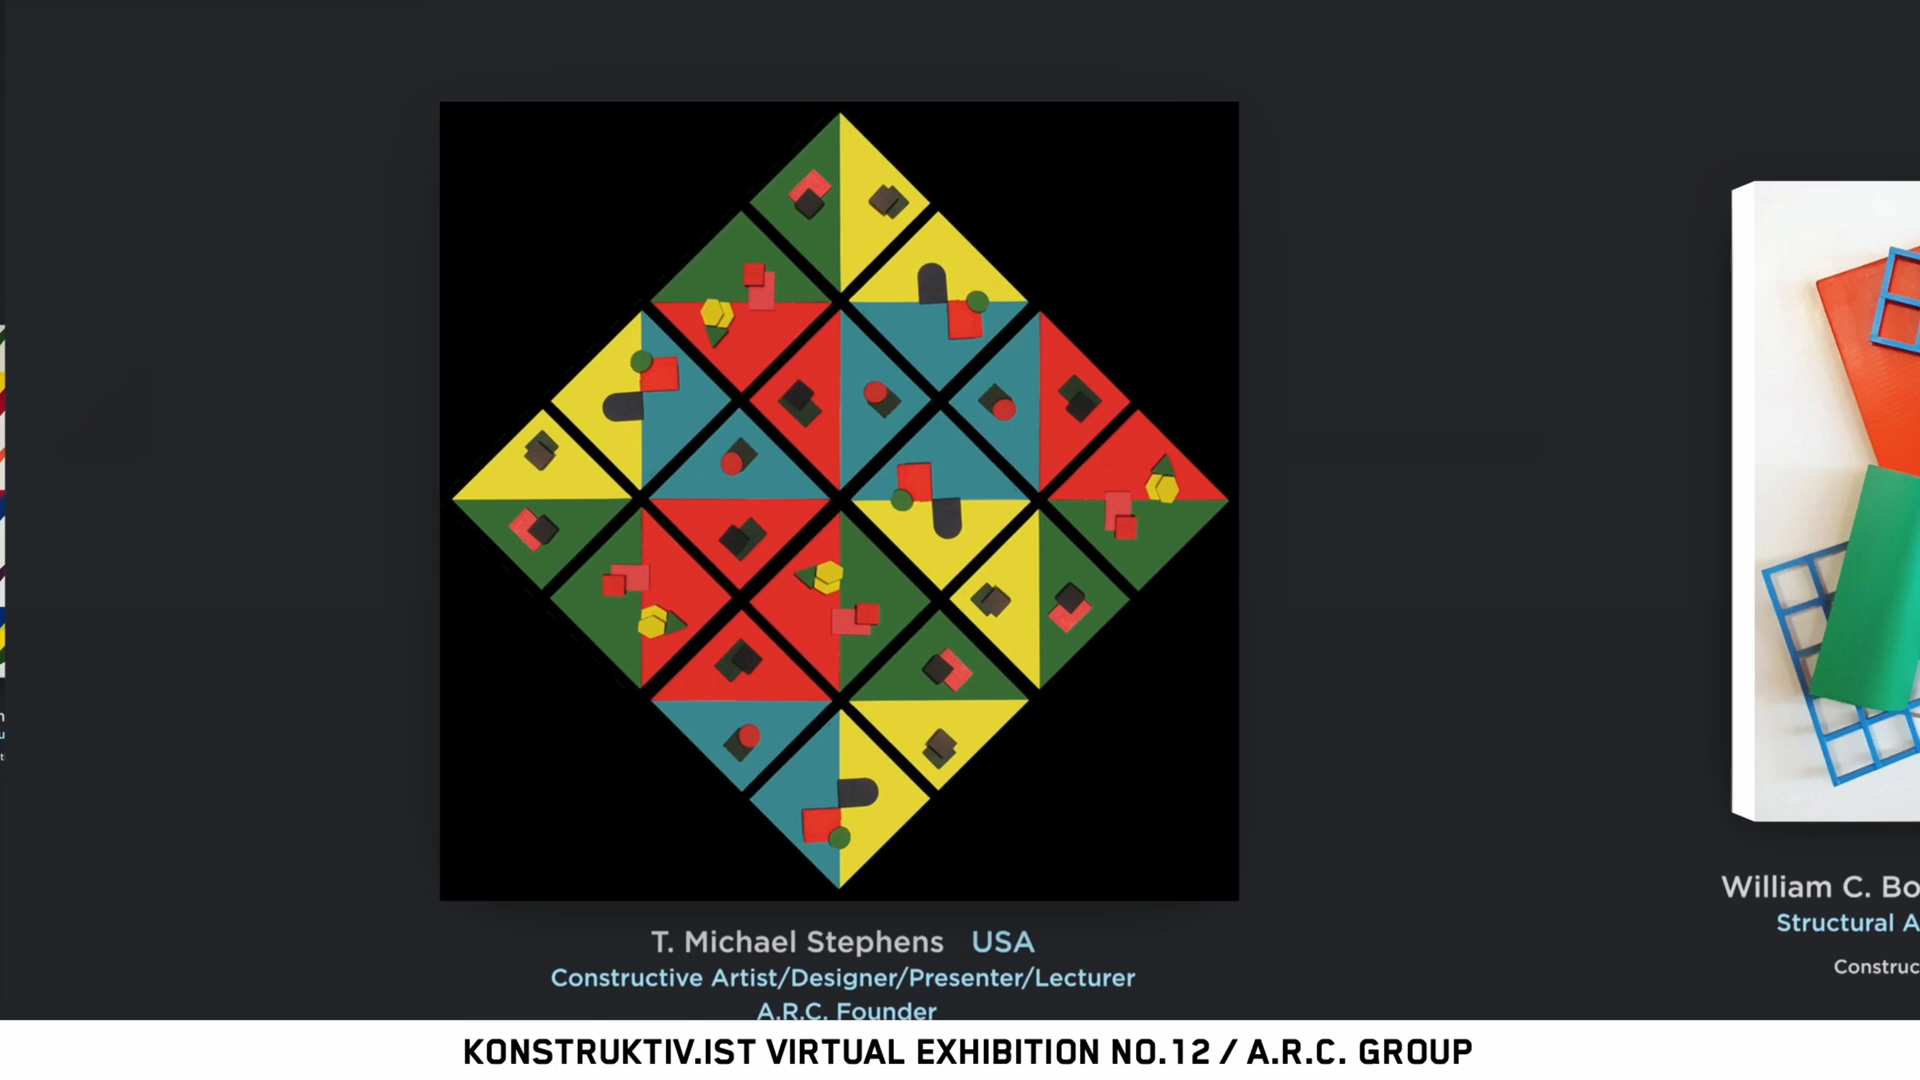 T. Michael Stephens USA
Constructive Artist/Designer/Presenter/Lecturer
A.R.C. Founder
William C. Bo
Structural A
Construc
KONSTRUKTIV.IST VIRTUAL EXHIBITION NO.12 / A.R.C. GROUP